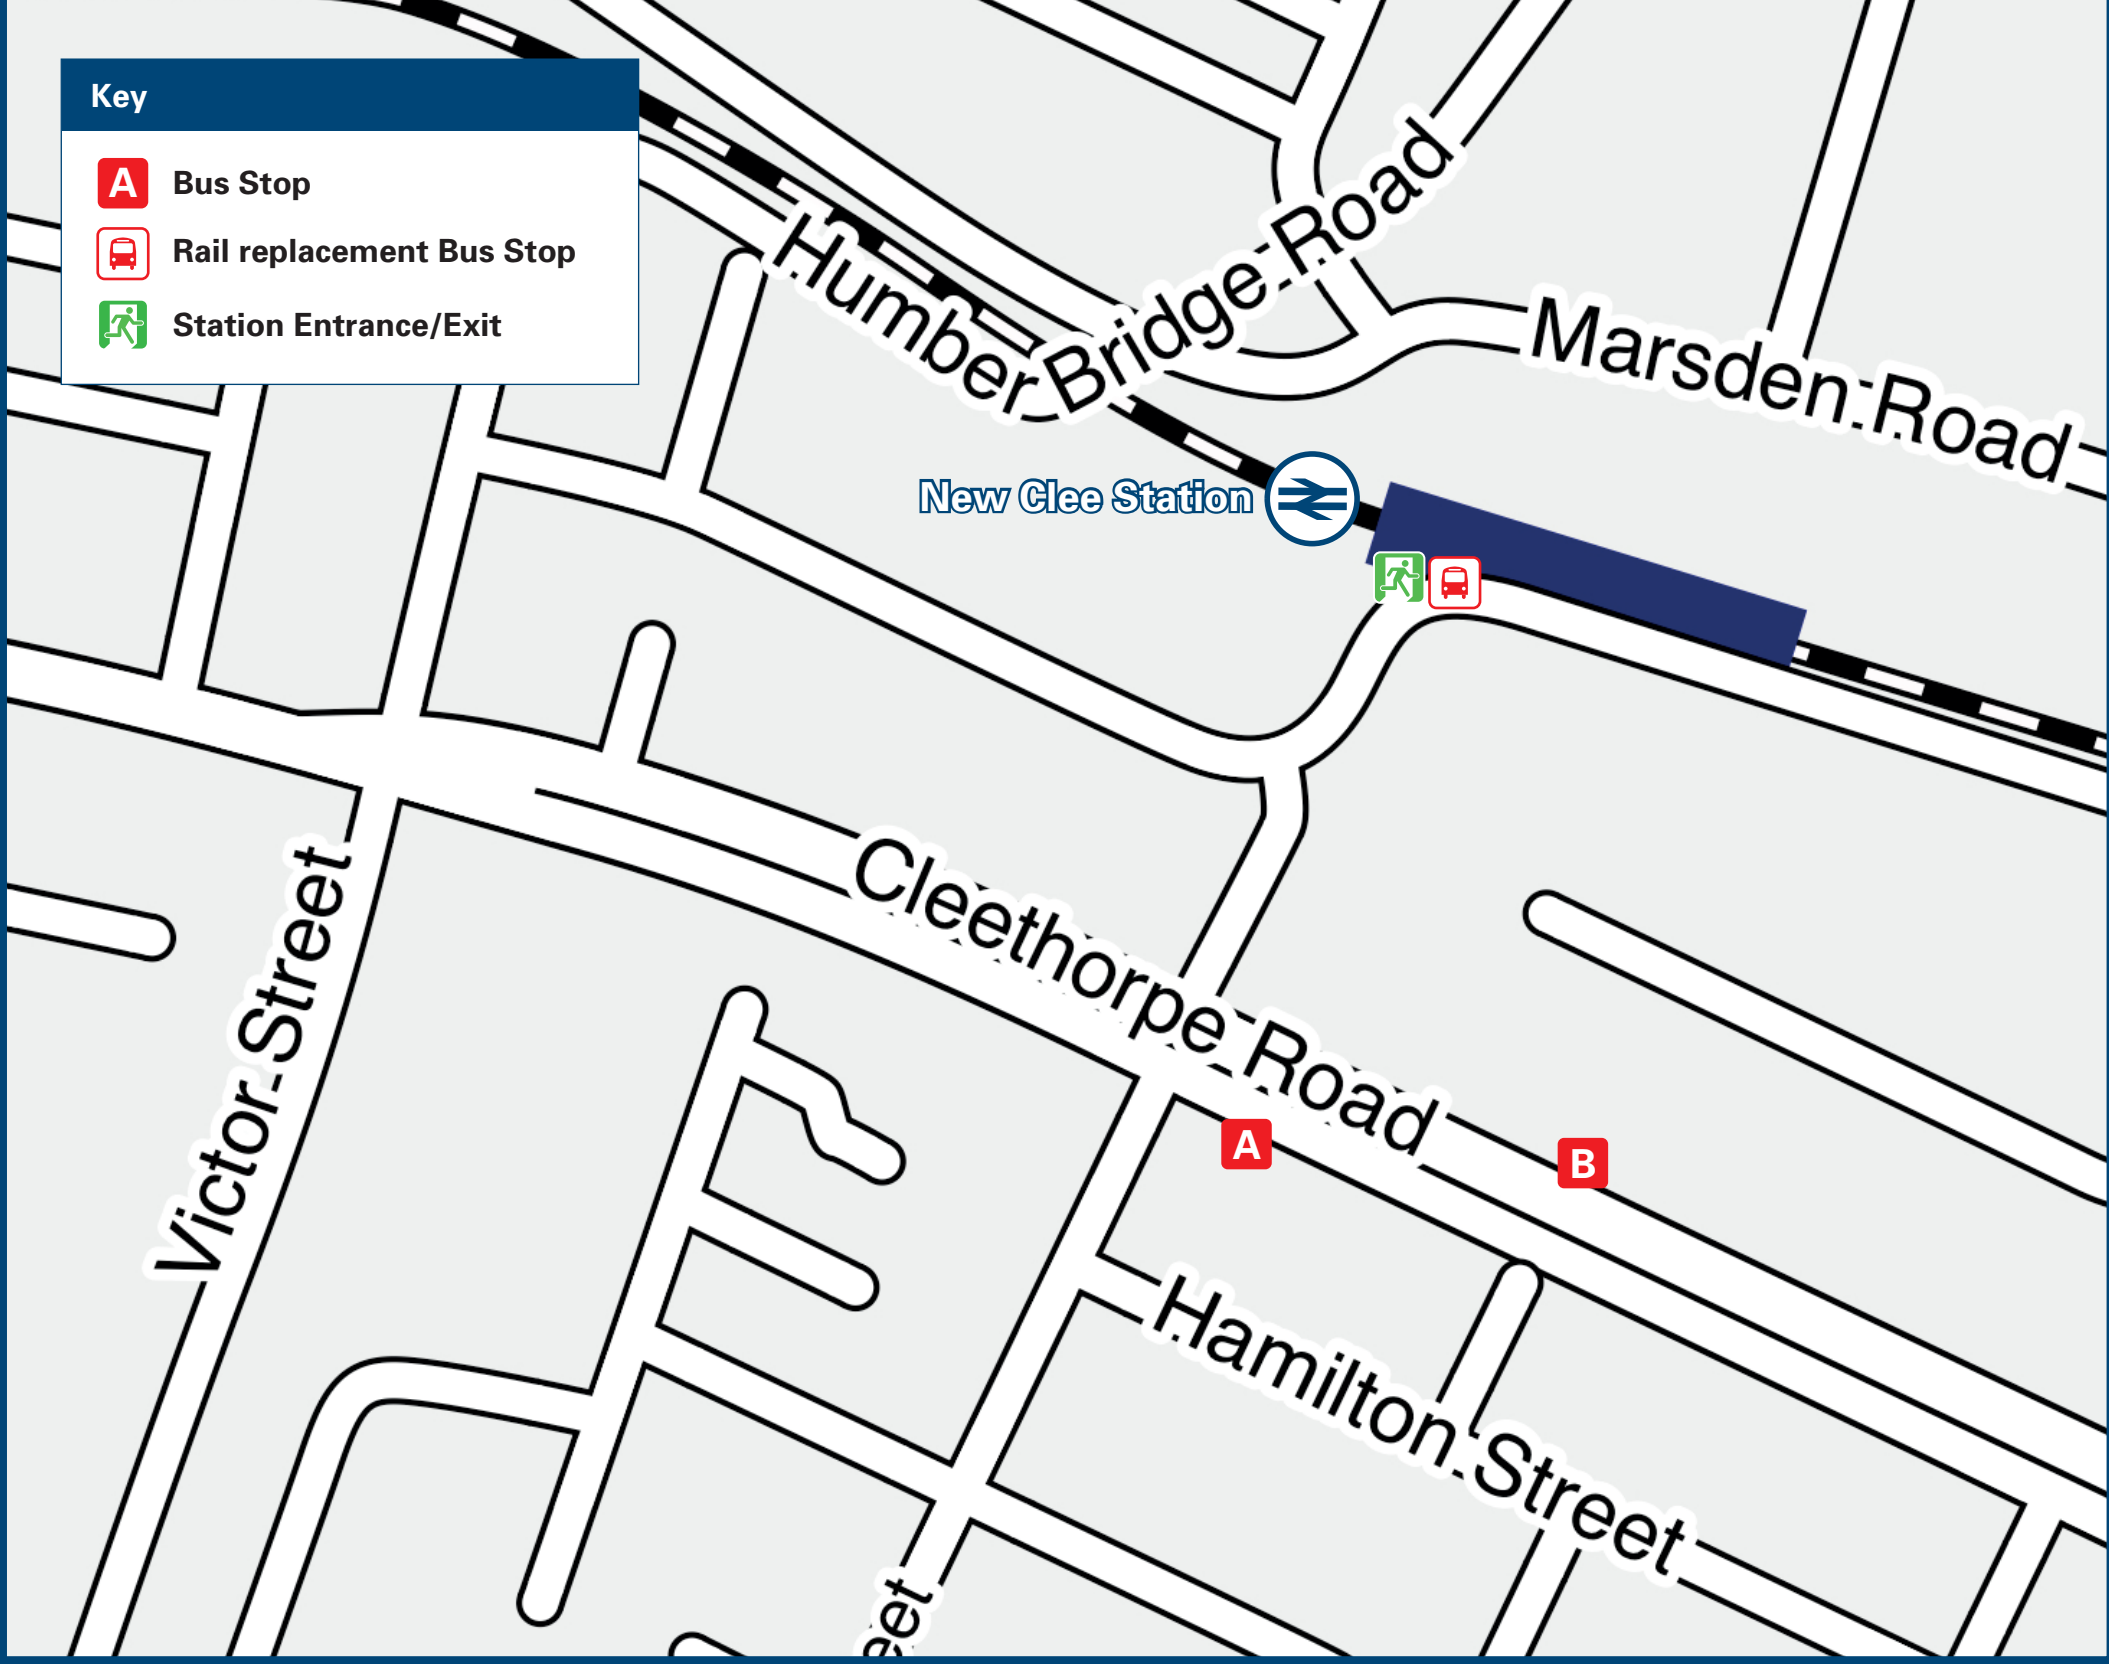 Key
A Bus Stop
Rail replacement Bus Stop
Station Entrance/Exit
Humber Bridge Road
Marsden Road
New Clee Station
Cleethorpe Road
Victor Street
A
B
Hamilton Street
eet